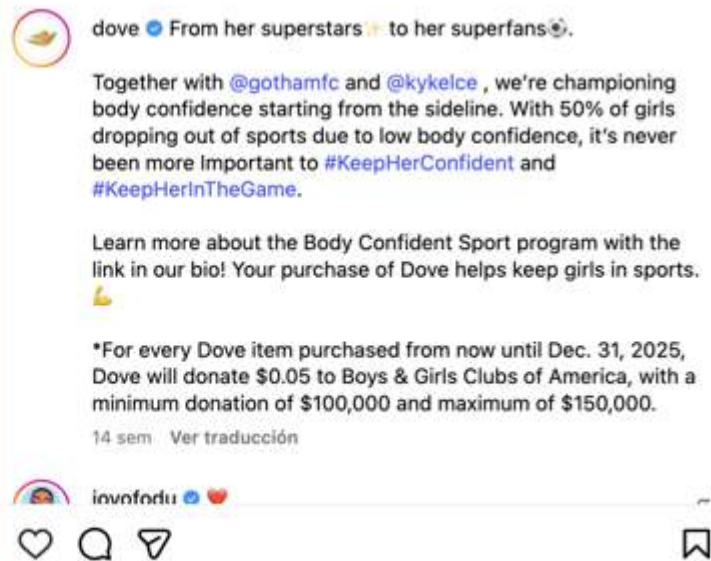 dove From her superstars✨ to her superfans⚽.
Together with @gothamfc and @kykelce , we're championing
body confidence starting from the sideline. With 50% of girls
dropping out of sports due to low body confidence, it's never
been more Important to #KeepHerConfident and
#KeepHerInTheGame.
Learn more about the Body Confident Sport program with the
link in our bio! Your purchase of Dove helps keep girls in sports.
💪
*For every Dove item purchased from now until Dec. 31, 2025,
Dove will donate $0.05 to Boys & Girls Clubs of America, with a
minimum donation of $100,000 and maximum of $150,000.
14 sem Ver traducción